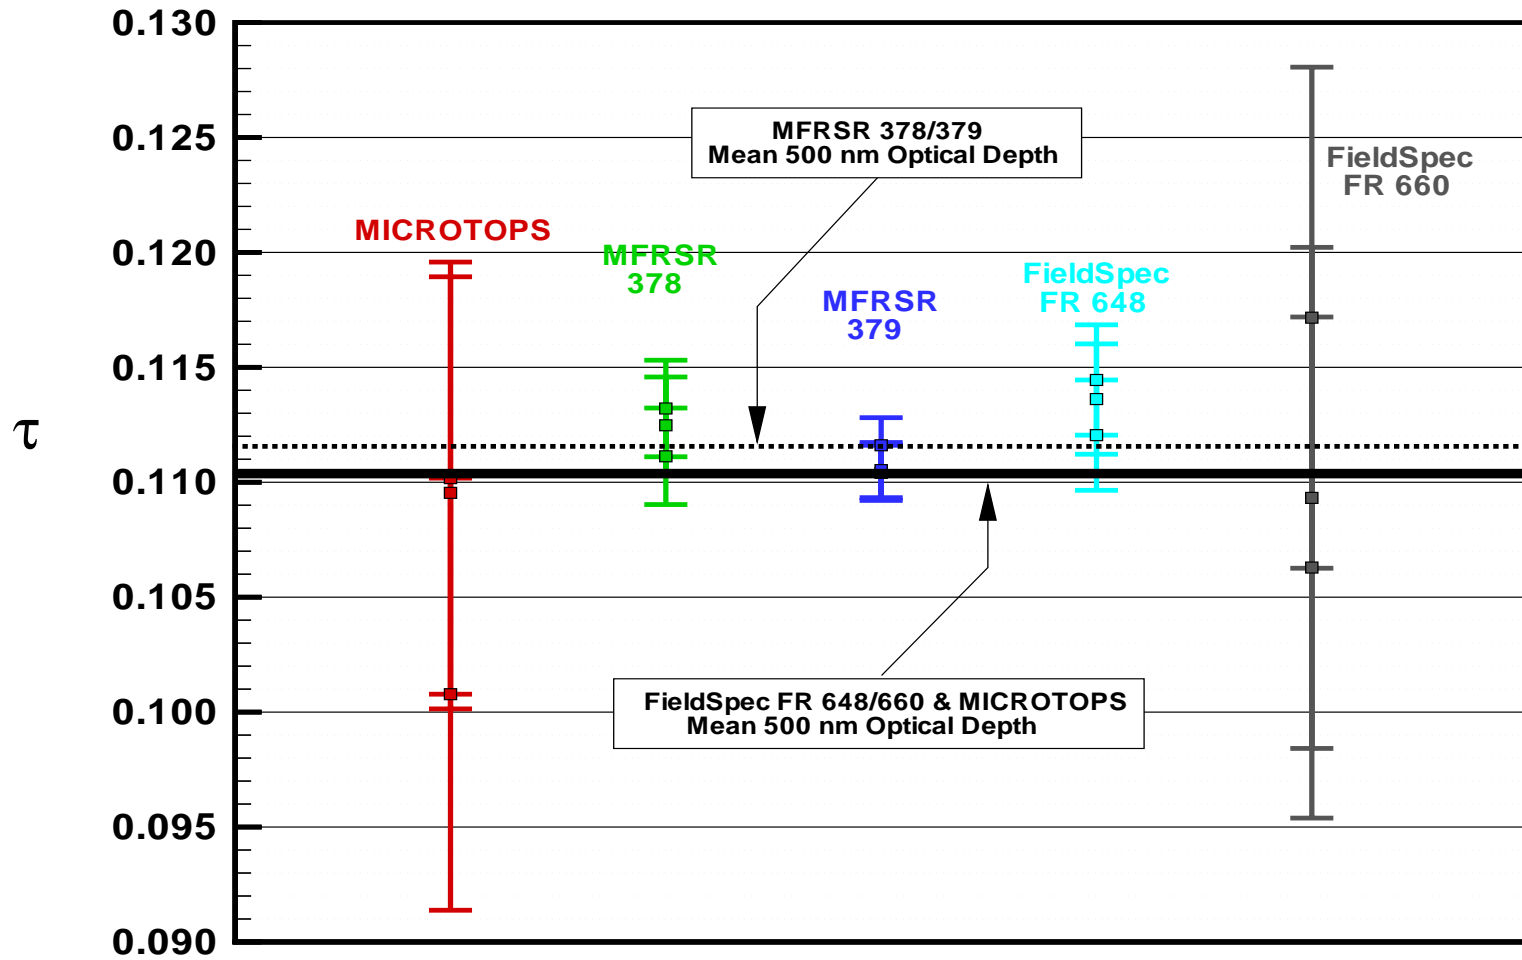 0.130
0.125
0.120
0.115
0.110
0.105
0.100
0.095
0.090
τ
MFRSR 378/379
Mean 500 nm Optical Depth
FieldSpec
FR 660
MICROTOPS
MFRSR
378
MFRSR
379
FieldSpec
FR 648
FieldSpec FR 648/660 & MICROTOPS
Mean 500 nm Optical Depth